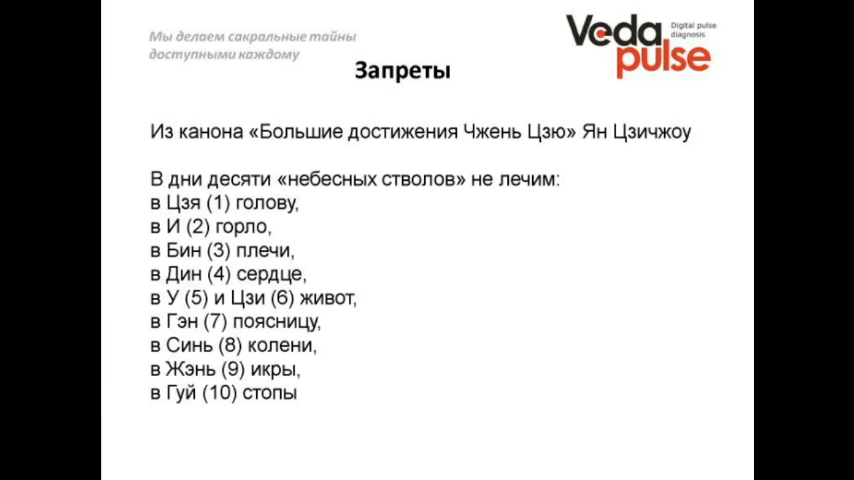 Мы делаем сакральные тайны
доступными каждому
Veda pulse
Digital pulse
diagnosis
Запреты
Из канона «Большие достижения Чжень Цзю» Ян Цзичжоу
В дни десяти «небесных стволов» не лечим:
в Цзя (1) голову,
в И (2) горло,
в Бин (3) плечи,
в Дин (4) сердце,
в У (5) и Цзи (6) живот,
в Гэн (7) поясницу,
в Синь (8) колени,
в Жэнь (9) икры,
в Гуй (10) стопы